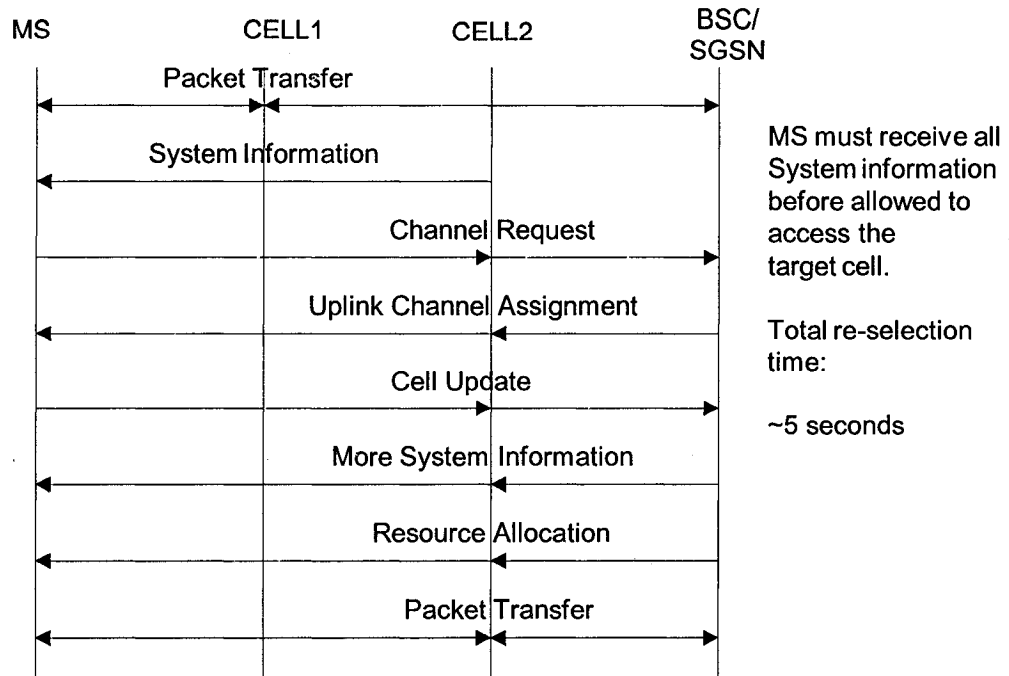 MS
CELL1
CELL2
BSC/
SGSN
Packet Transfer
System Information
Channel Request
Uplink Channel Assignment
Cell Update
More System Information
Resource Allocation
Packet Transfer
MS must receive all
System information
before allowed to
access the
target cell.
Total re-selection
time:
~5 seconds